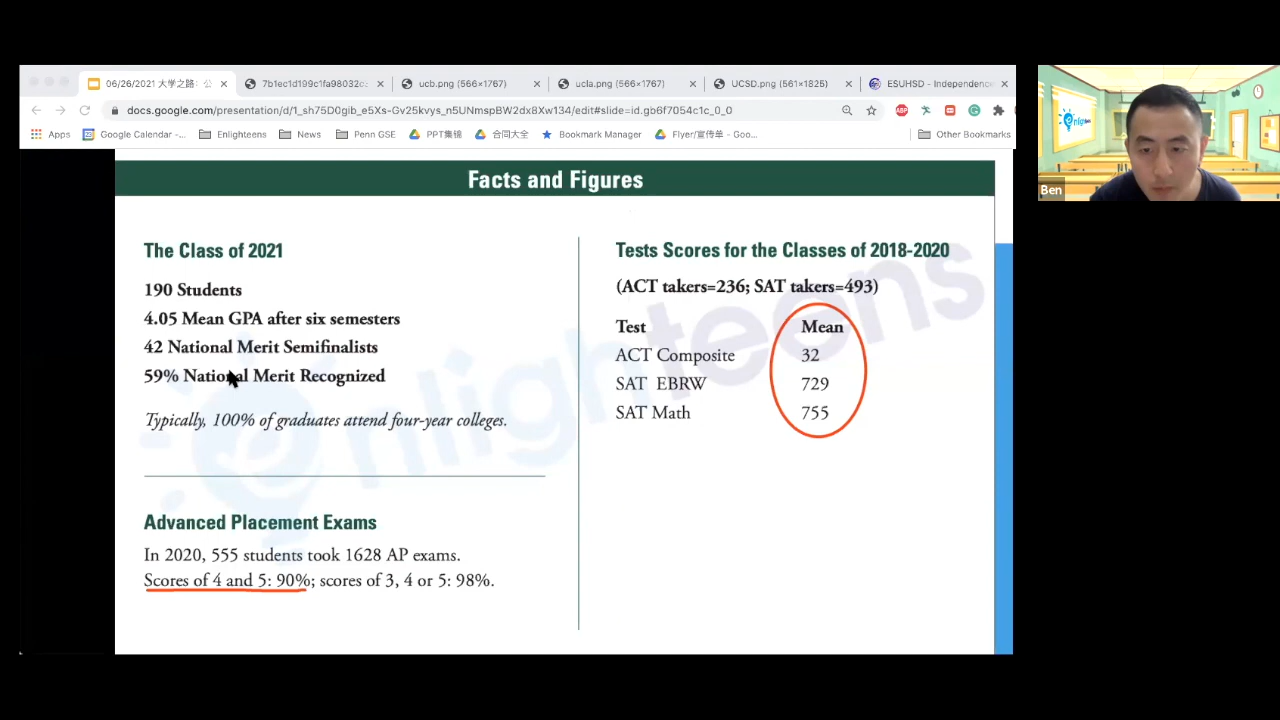 06/26/2021 大学之路：公
7b1ec1d199c1fa98032c
ucb.png (566×1767)
ucla.png (566×1767)
UCSD.png (561×1825)
ESUHSD - Independence
docs.google.com/presentation/d/1_sh75D0gib_e5Xs-Gv25kvys_n5UNmspBW2dx8Xw134/edit#slide=id.gb6f7054c1c_0_0
Apps
Google Calendar -...
Enlighteens
News
Penn GSE
PPT集锦
合同大全
Bookmark Manager
Flyer/宣传单 - Goo...
Other Bookmarks
Ben
Facts and Figures
The Class of 2021
190 Students
4.05 Mean GPA after six semesters
42 National Merit Semifinalists
59% National Merit Recognized
Typically, 100% of graduates attend four-year colleges.
Advanced Placement Exams
In 2020, 555 students took 1628 AP exams.
Scores of 4 and 5: 90%; scores of 3, 4 or 5: 98%.
Tests Scores for the Classes of 2018-2020
(ACT takers=236; SAT takers=493)
Test Mean
ACT Composite 32
SAT EBRW 729
SAT Math 755
enlighteens